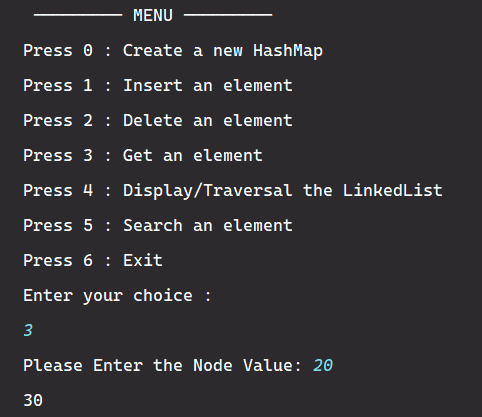 ───────── MENU ─────────
Press 0 : Create a new HashMap
Press 1 : Insert an element
Press 2 : Delete an element
Press 3 : Get an element
Press 4 : Display/Traversal the LinkedList
Press 5 : Search an element
Press 6 : Exit
Enter your choice :
3
Please Enter the Node Value: 20
30